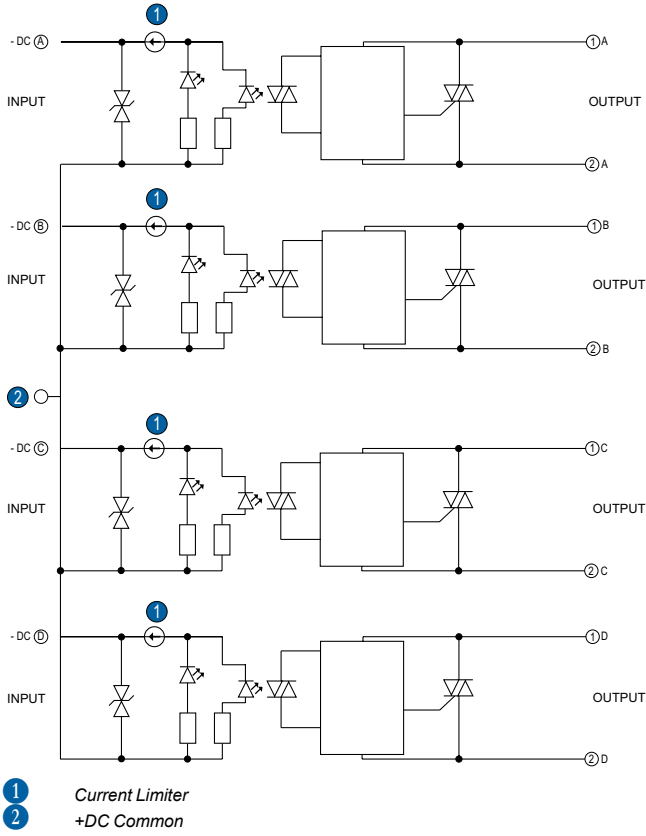 1
- DC Ⓐ ① A
INPUT OUTPUT
② A
1
- DC Ⓑ ① B
INPUT OUTPUT
② B
2
1
- DC Ⓒ ① C
INPUT OUTPUT
② C
1
- DC Ⓓ ① D
INPUT OUTPUT
② D
1 Current Limiter
2 +DC Common